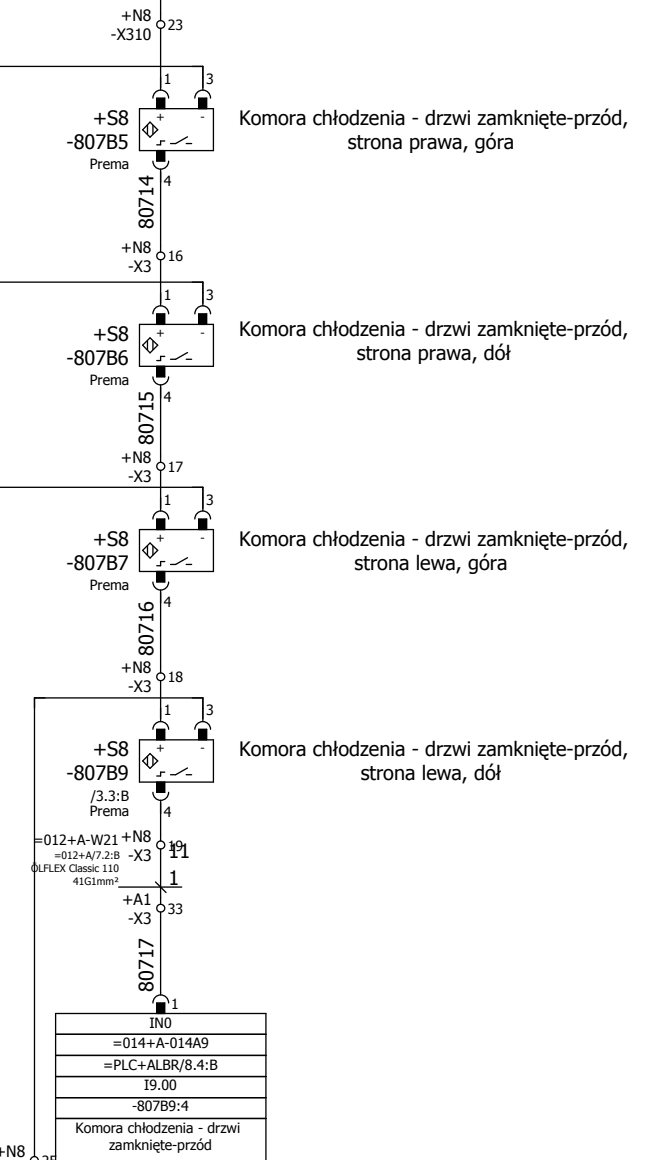 +N8
-X310
23
1
3
+S8
-807B5
Prema
+
-
4
Komora chłodzenia - drzwi zamknięte-przód,
strona prawa, góra
80714
+N8
-X3
16
1
3
+S8
-807B6
Prema
+
-
4
Komora chłodzenia - drzwi zamknięte-przód,
strona prawa, dół
80715
+N8
-X3
17
1
3
+S8
-807B7
Prema
+
-
4
Komora chłodzenia - drzwi zamknięte-przód,
strona lewa, góra
80716
+N8
-X3
18
1
3
+S8
-807B9
/3.3:B
Prema
+
-
4
Komora chłodzenia - drzwi zamknięte-przód,
strona lewa, dół
=012+A-W21
=012+A/7.2:B
ÖLFLEX Classic 110
41G1mm²
+N8
-X3
19
11
1
+A1
-X3
33
80717
1
IN0
=014+A-014A9
=PLC+ALBR/8.4:B
I9.00
-807B9:4
Komora chłodzenia - drzwi
zamknięte-przód
+N8